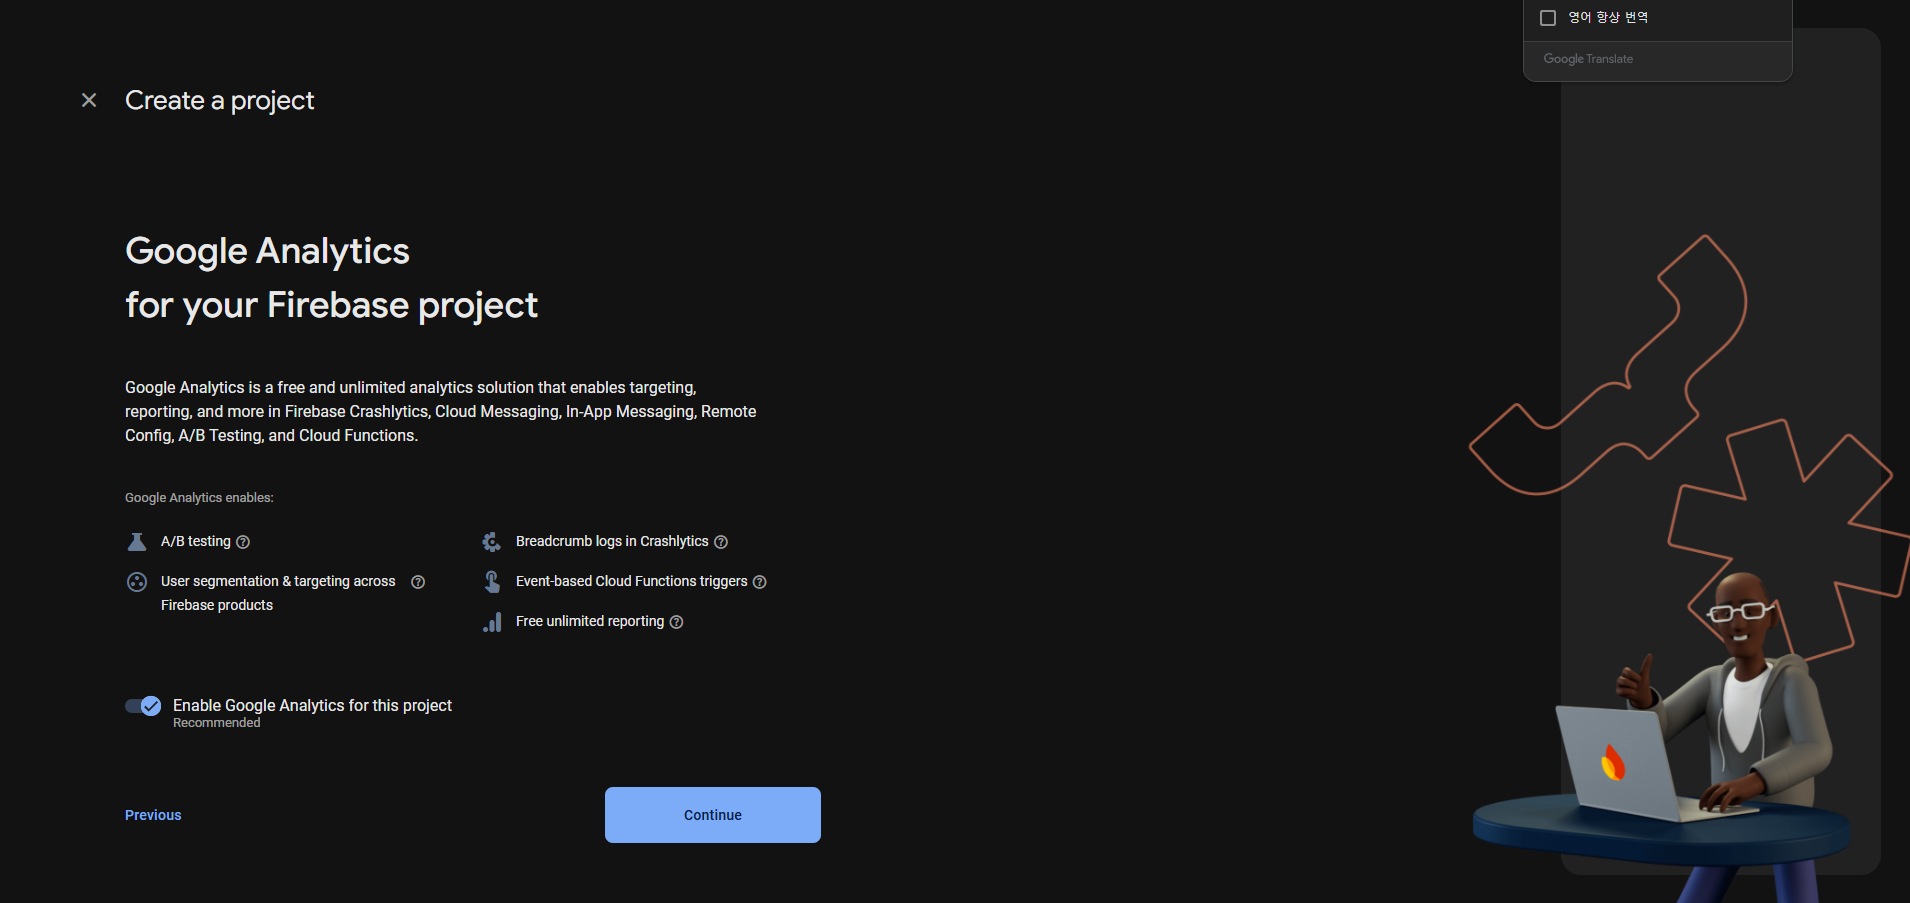 영어 항상 번역
Google Translate
Create a project
Google Analytics
for your Firebase project
Google Analytics is a free and unlimited analytics solution that enables targeting,
reporting, and more in Firebase Crashlytics, Cloud Messaging, In-App Messaging, Remote
Config, A/B Testing, and Cloud Functions.
Google Analytics enables:
A/B testing
User segmentation & targeting across
Firebase products
Breadcrumb logs in Crashlytics
Event-based Cloud Functions triggers
Free unlimited reporting
Enable Google Analytics for this project
Recommended
Previous
Continue